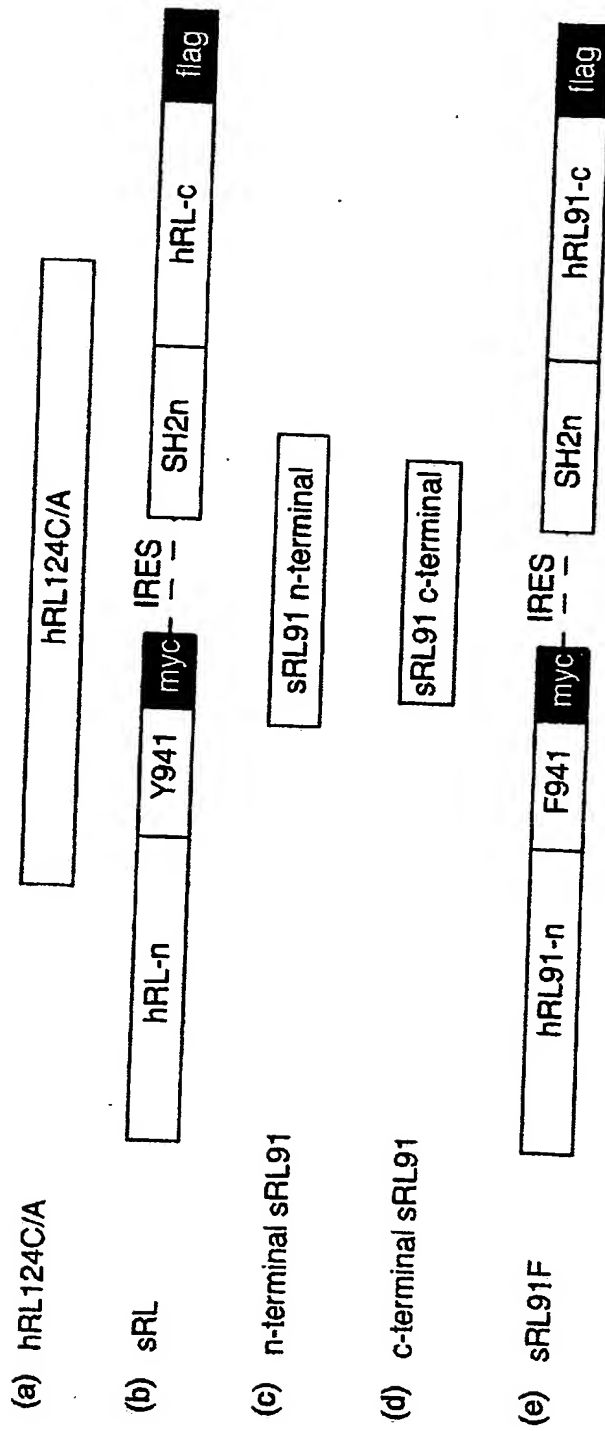 (a) hRL124C/A
hRL124C/A
(b) sRL
hRL-n Y941 myc IRES SH2n hRL-c flag
(c) n-terminal sRL91
sRL91 n-terminal
(d) c-terminal sRL91
sRL91 c-terminal
(e) sRL91F
hRL91-n F941 myc IRES SH2n hRL91-c flag